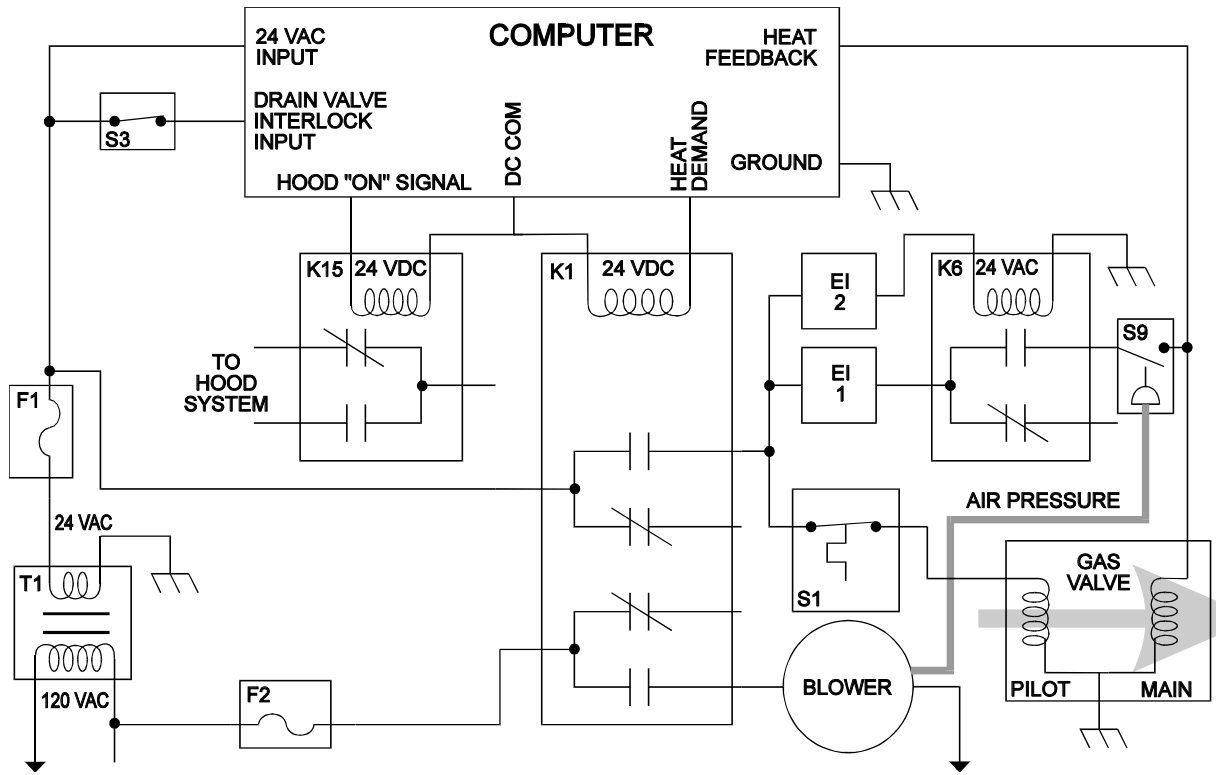 COMPUTER
24 VAC
INPUT
HEAT
FEEDBACK
DRAIN VALVE
INTERLOCK
INPUT
S3
DC COM
HEAT
DEMAND
GROUND
HOOD "ON" SIGNAL
K15
24 VDC
K1
24 VDC
EI
2
K6
24 VAC
S9
TO
HOOD
SYSTEM
EI
1
F1
AIR PRESSURE
24 VAC
T1
GAS
VALVE
S1
120 VAC
F2
BLOWER
PILOT
MAIN